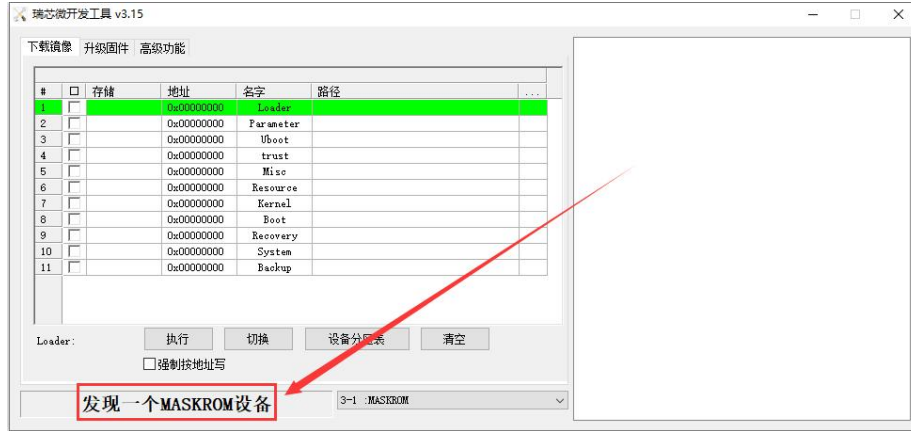 瑞芯微开发工具 v3.15
下载镜像 升级固件 高级功能
# 存储 地址 名字 路径 ...
1 0x00000000 Loader
2 0x00000000 Parameter
3 0x00000000 Uboot
4 0x00000000 trust
5 0x00000000 Misc
6 0x00000000 Resource
7 0x00000000 Kernel
8 0x00000000 Boot
9 0x00000000 Recovery
10 0x00000000 System
11 0x00000000 Backup
Loader: 执行 切换 设备分区表 清空
强制按地址写
发现一个MASKROM设备 3-1 :MASKROM